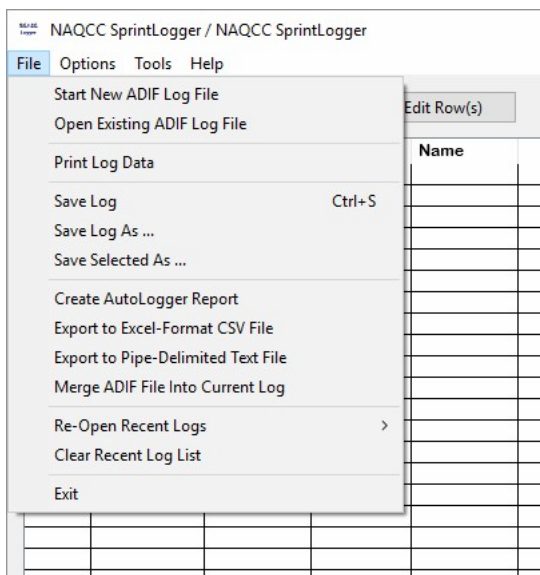 NAQCC SprintLogger / NAQCC SprintLogger
File Options Tools Help
Start New ADIF Log File
Open Existing ADIF Log File
Edit Row(s)
Print Log Data
Name
Save Log Ctrl+S
Save Log As ...
Save Selected As ...
Create AutoLogger Report
Export to Excel-Format CSV File
Export to Pipe-Delimited Text File
Merge ADIF File Into Current Log
Re-Open Recent Logs >
Clear Recent Log List
Exit